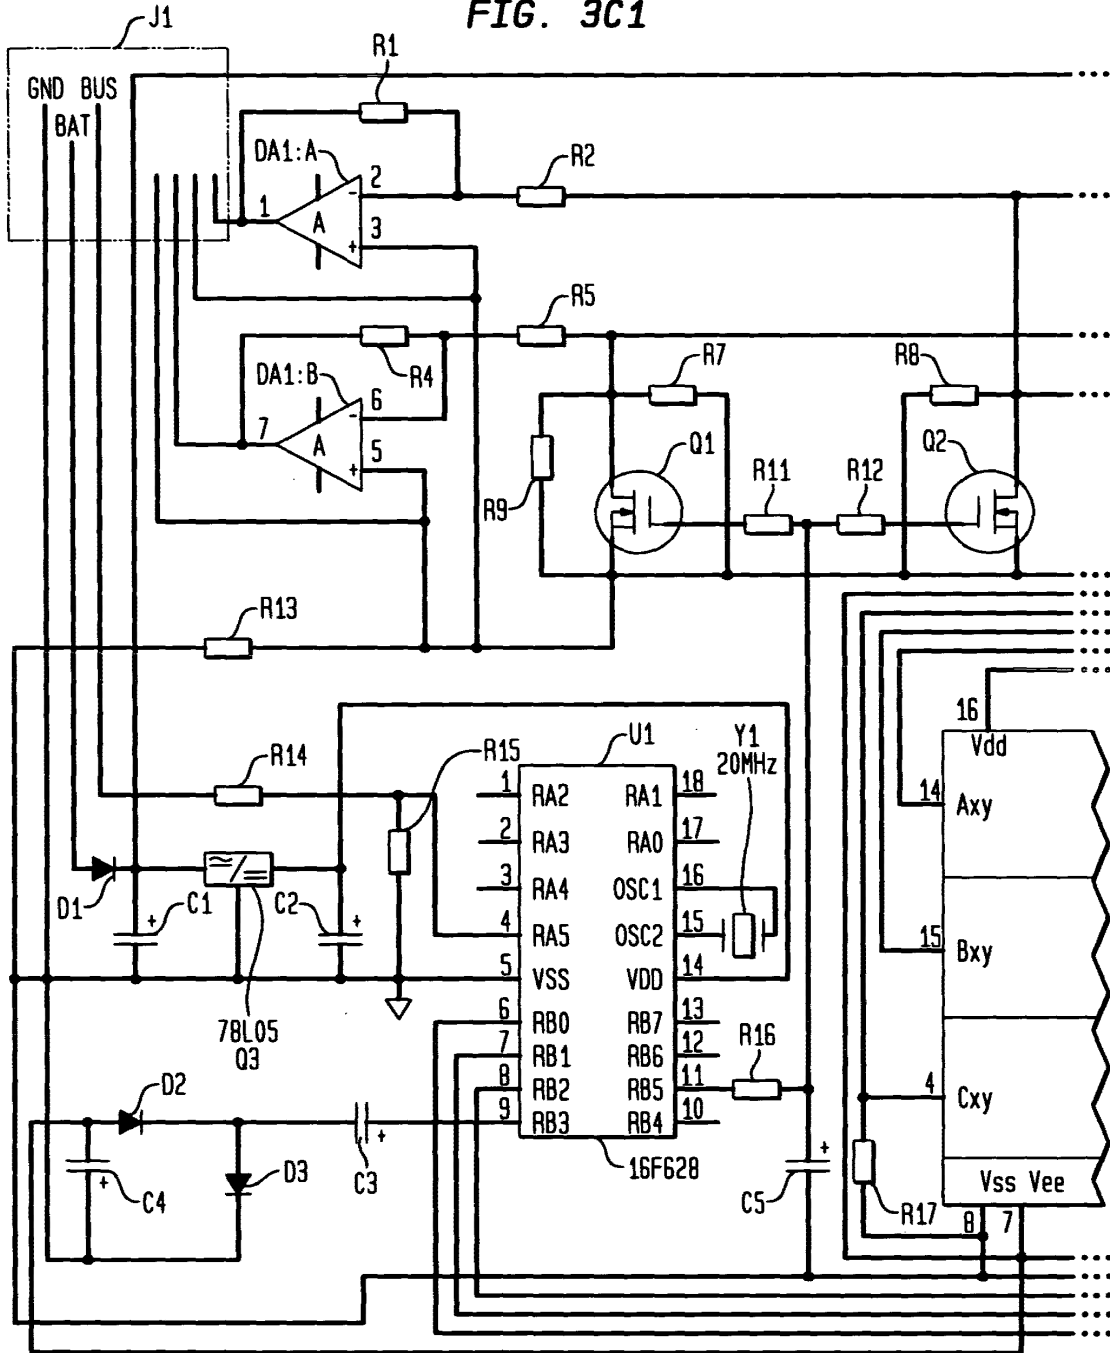 FIG. 3C1
J1
R1
GND BUS
BAT
DA1:A
2
R2
1
A
-
3
+
R5
R4
R7
R8
DA1:B
6
-
7
A
5
+
Q1
Q2
R9
R11
R12
R13
16
Vdd
U1
Y1
20MHz
R14
R15
1 RA2 RA1 18
14 Axy
2 RA3 RA0 17
3 RA4 OSC1 16
D1
C1 +
C2 +
4 RA5 OSC2 15
15 Bxy
5 VSS VDD 14
78L05
Q3
6 RB0 RB7 13
7 RB1 RB6 12
R16
8 RB2 RB5 11
4 Cxy
9 RB3 RB4 10
D2
D3
C3 +
C4 +
16F628
C5 +
R17
Vss Vee
8 7